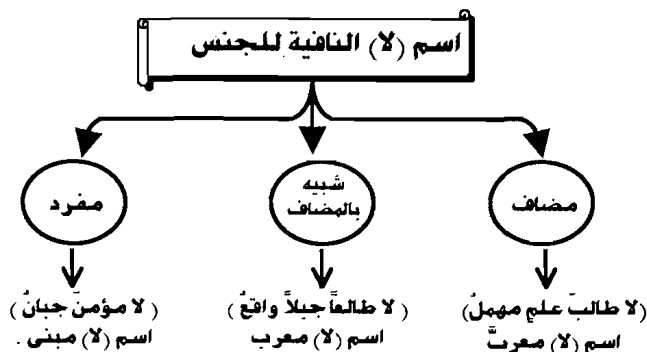 اسم (لا) النافية للجنس
مضاف
شبيه
بالمضاف
مفرد
(لا طالبَ علمٍ مهملٌ)
اسم (لا) معربٌ
(لا طالعاً جبلاً واقعٌ)
اسم (لا) معرب
(لا مؤمنَ جبانٌ)
اسم (لا) مبنى.